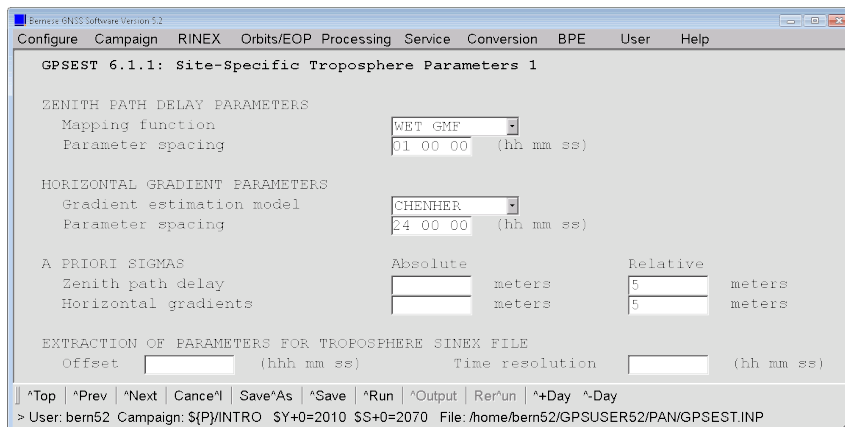 Bernese GNSS Software Version 5.2
Configure Campaign RINEX Orbits/EOP Processing Service Conversion BPE User Help
GPSEST 6.1.1: Site-Specific Troposphere Parameters 1
ZENITH PATH DELAY PARAMETERS
Mapping function WET GMF
Parameter spacing 01 00 00 (hh mm ss)
HORIZONTAL GRADIENT PARAMETERS
Gradient estimation model CHENHER
Parameter spacing 24 00 00 (hh mm ss)
A PRIORI SIGMAS Absolute Relative
Zenith path delay meters 5 meters
Horizontal gradients meters 5 meters
EXTRACTION OF PARAMETERS FOR TROPOSPHERE SINEX FILE
Offset (hhh mm ss) Time resolution (hh mm ss)
^Top | ^Prev | ^Next | Cance^l | Save^As | ^Save | ^Run | ^Output | Rer^un | ^+Day ^-Day
> User: bern52 Campaign: ${P}/INTRO $Y+0=2010 $S+0=2070 File: /home/bern52/GPSUSER52/PAN/GPSEST.INP